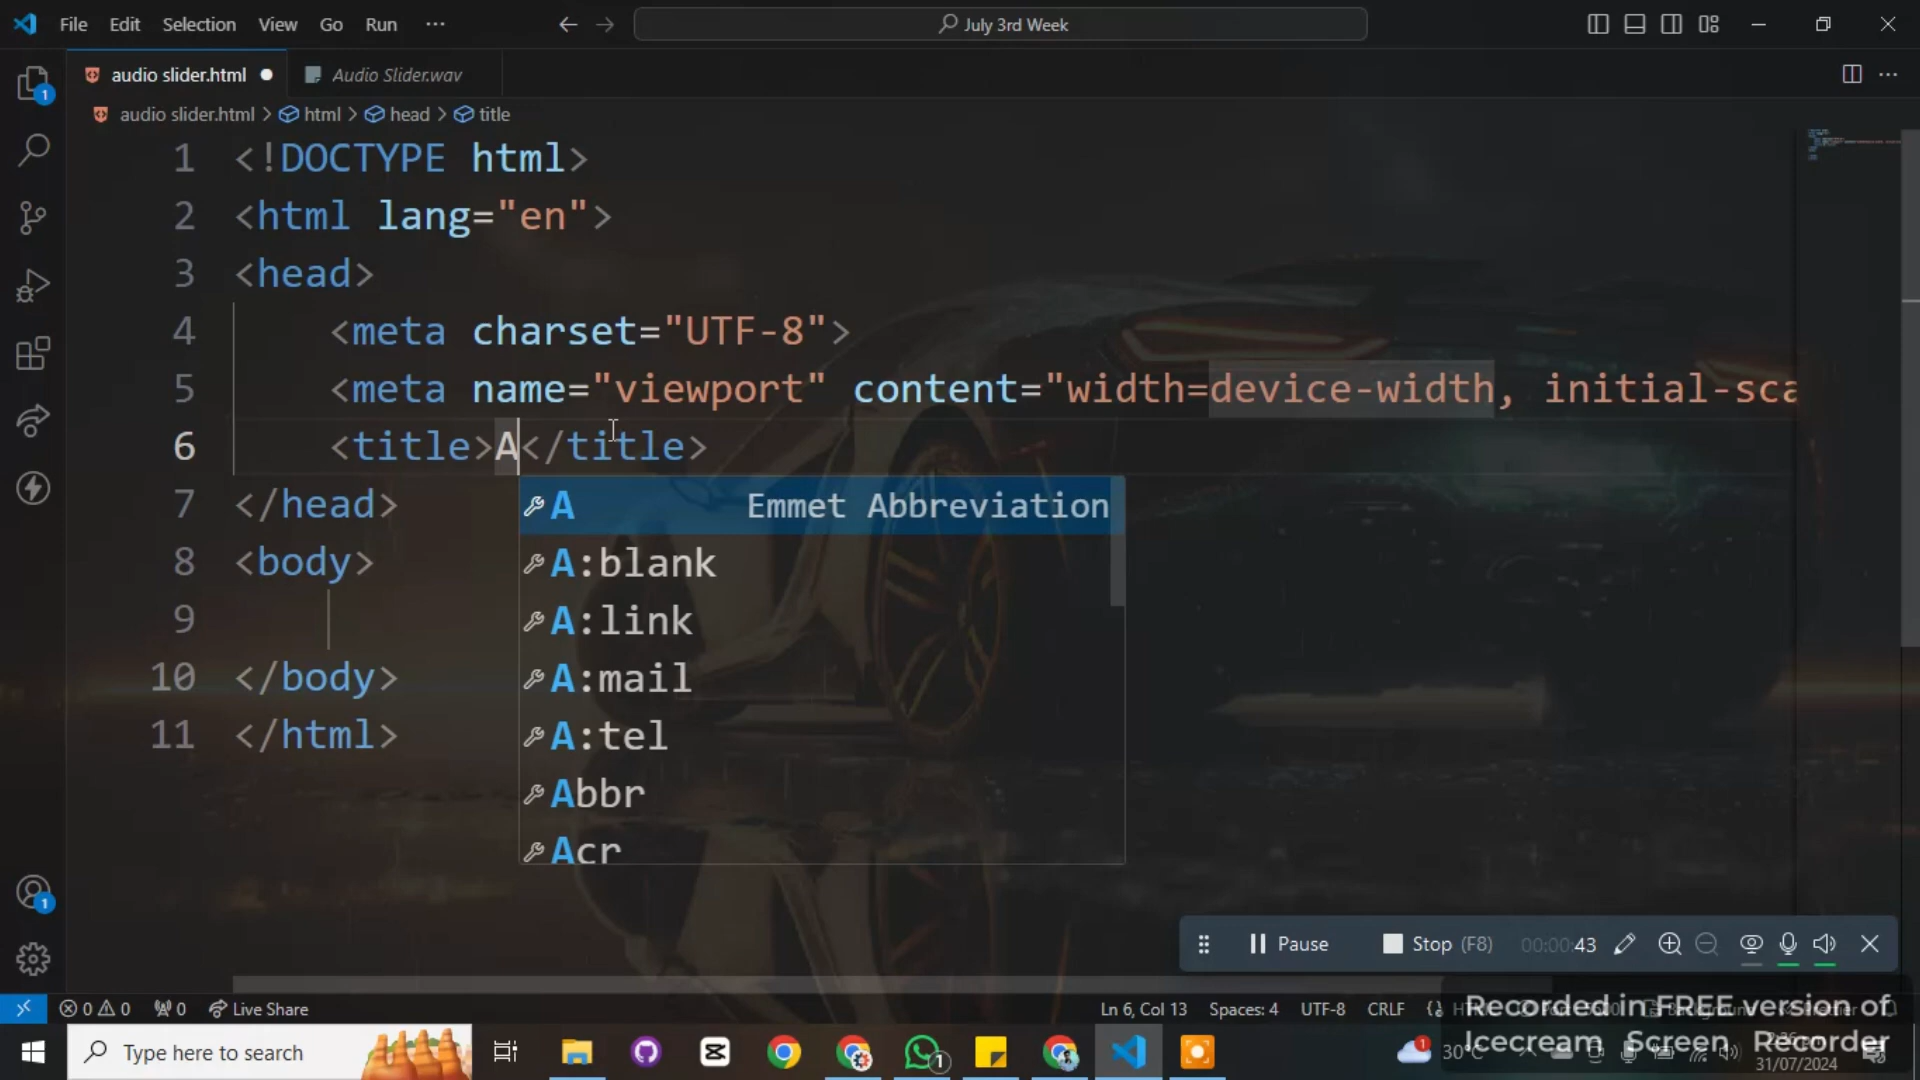 File Edit Selection View Go Run ···
July 3rd Week
audio slider.html
Audio Slider.wav
audio slider.html > html > head > title
1 <!DOCTYPE html>
2 <html lang="en">
3 <head>
4 <meta charset="UTF-8">
5 <meta name="viewport" content="width=device-width, initial-sca
6 <title>A</title>
A Emmet Abbreviation
7 </head>
A:blank
8 <body>
A:link
9
A:mail
10 </body>
A:tel
11 </html>
Abbr
Acr
1
1
Pause Stop (F8) 00:00:43
0 0 0 Live Share
Ln 6, Col 13 Spaces: 4 UTF-8 CRLF
Recorded in FREE version of
Icecream Screen Recorder
Type here to search
1
1
30°C
31/07/2024